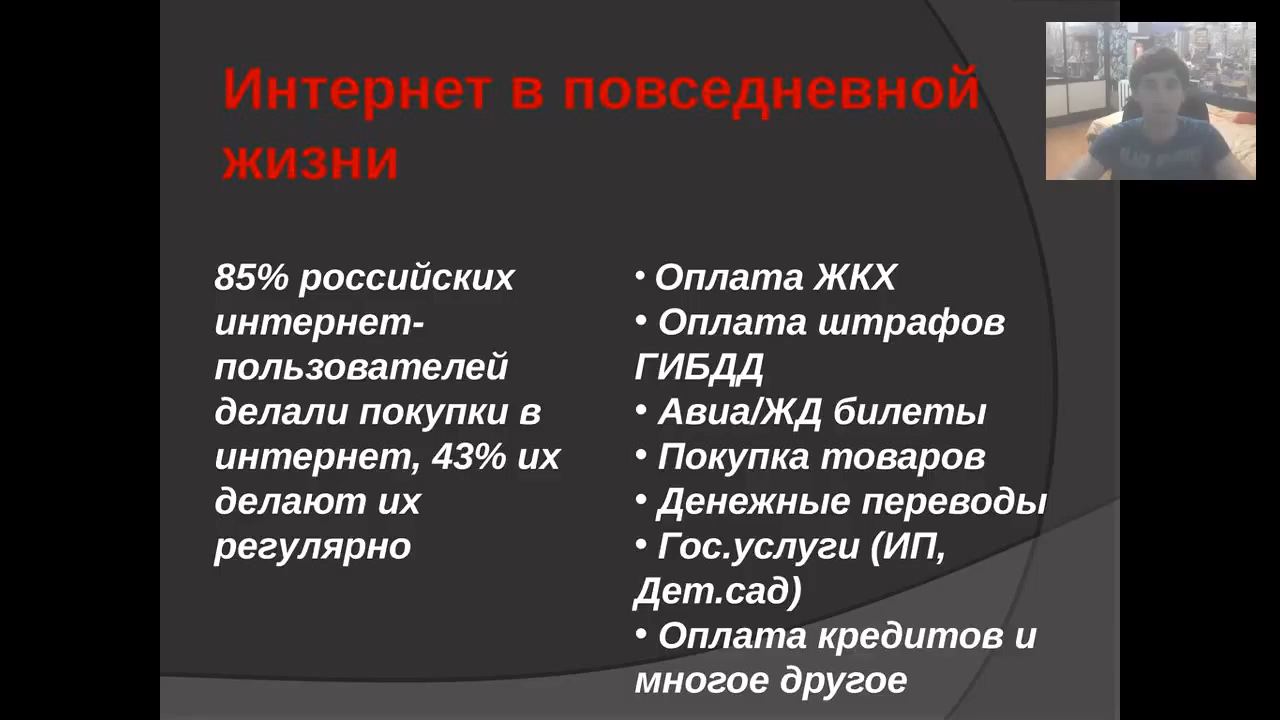 Интернет в повседневной
жизни
85% российских
интернет-
пользователей
делали покупки в
интернет, 43% их
делают их
регулярно
• Оплата ЖКХ
• Оплата штрафов
ГИБДД
• Авиа/ЖД билеты
• Покупка товаров
• Денежные переводы
• Гос.услуги (ИП,
Дет.сад)
• Оплата кредитов и
многое другое